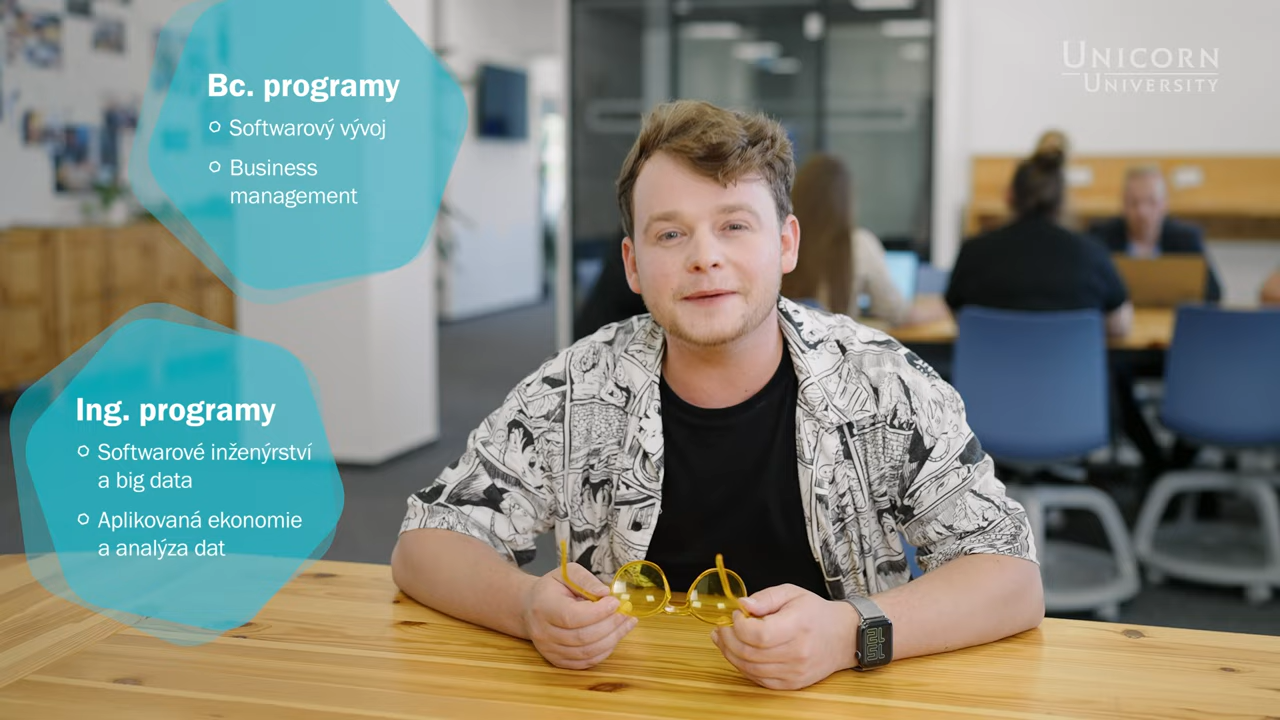 Bc. programy
Softwarový vývoj
Business
management
Ing. programy
Softwarové inženýrství
a big data
Aplikovaná ekonomie
a analýza dat
UNICORN
UNIVERSITY